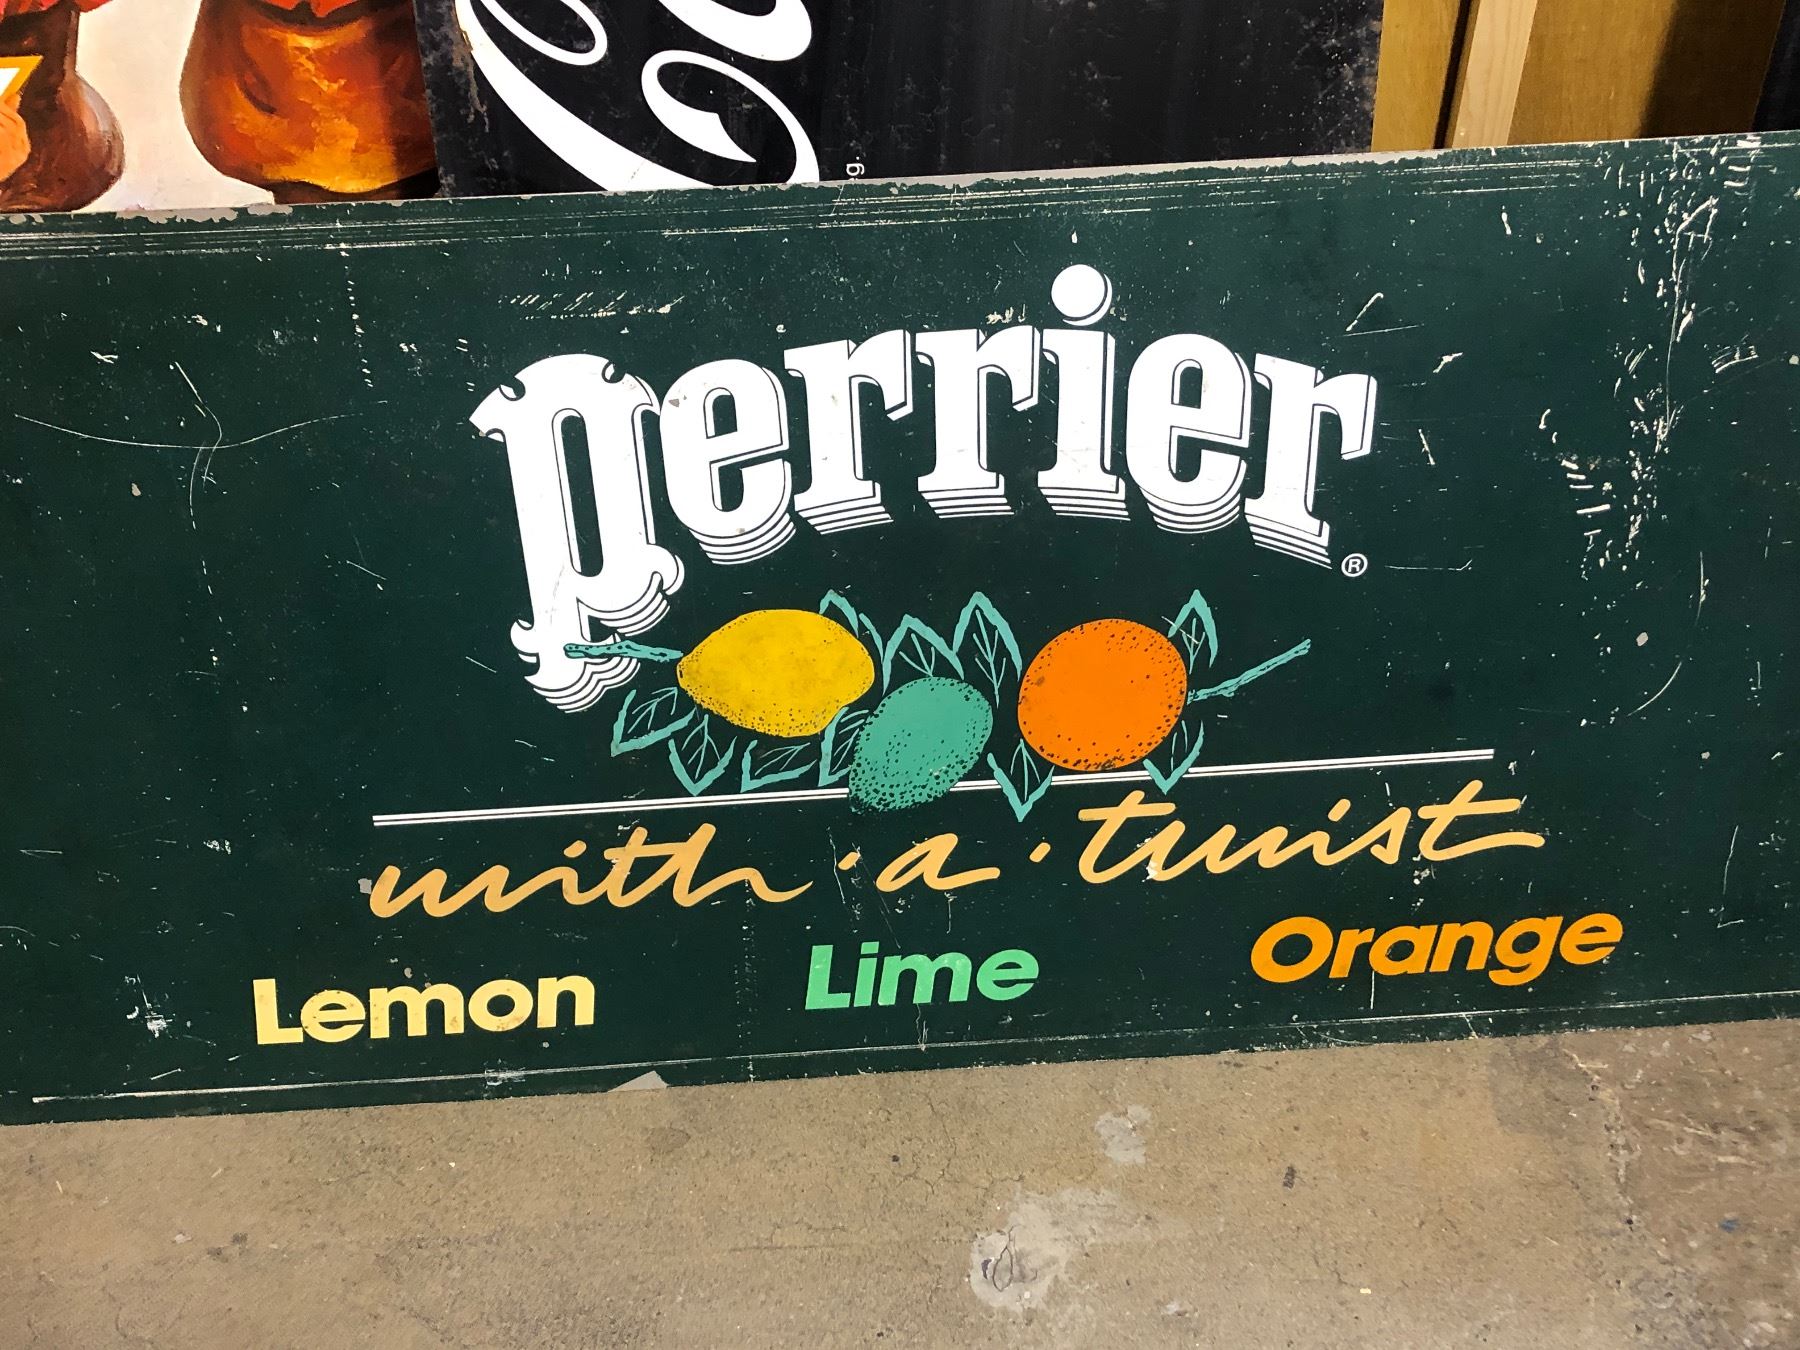 Perrier®
with·a·twist
Lemon Lime Orange